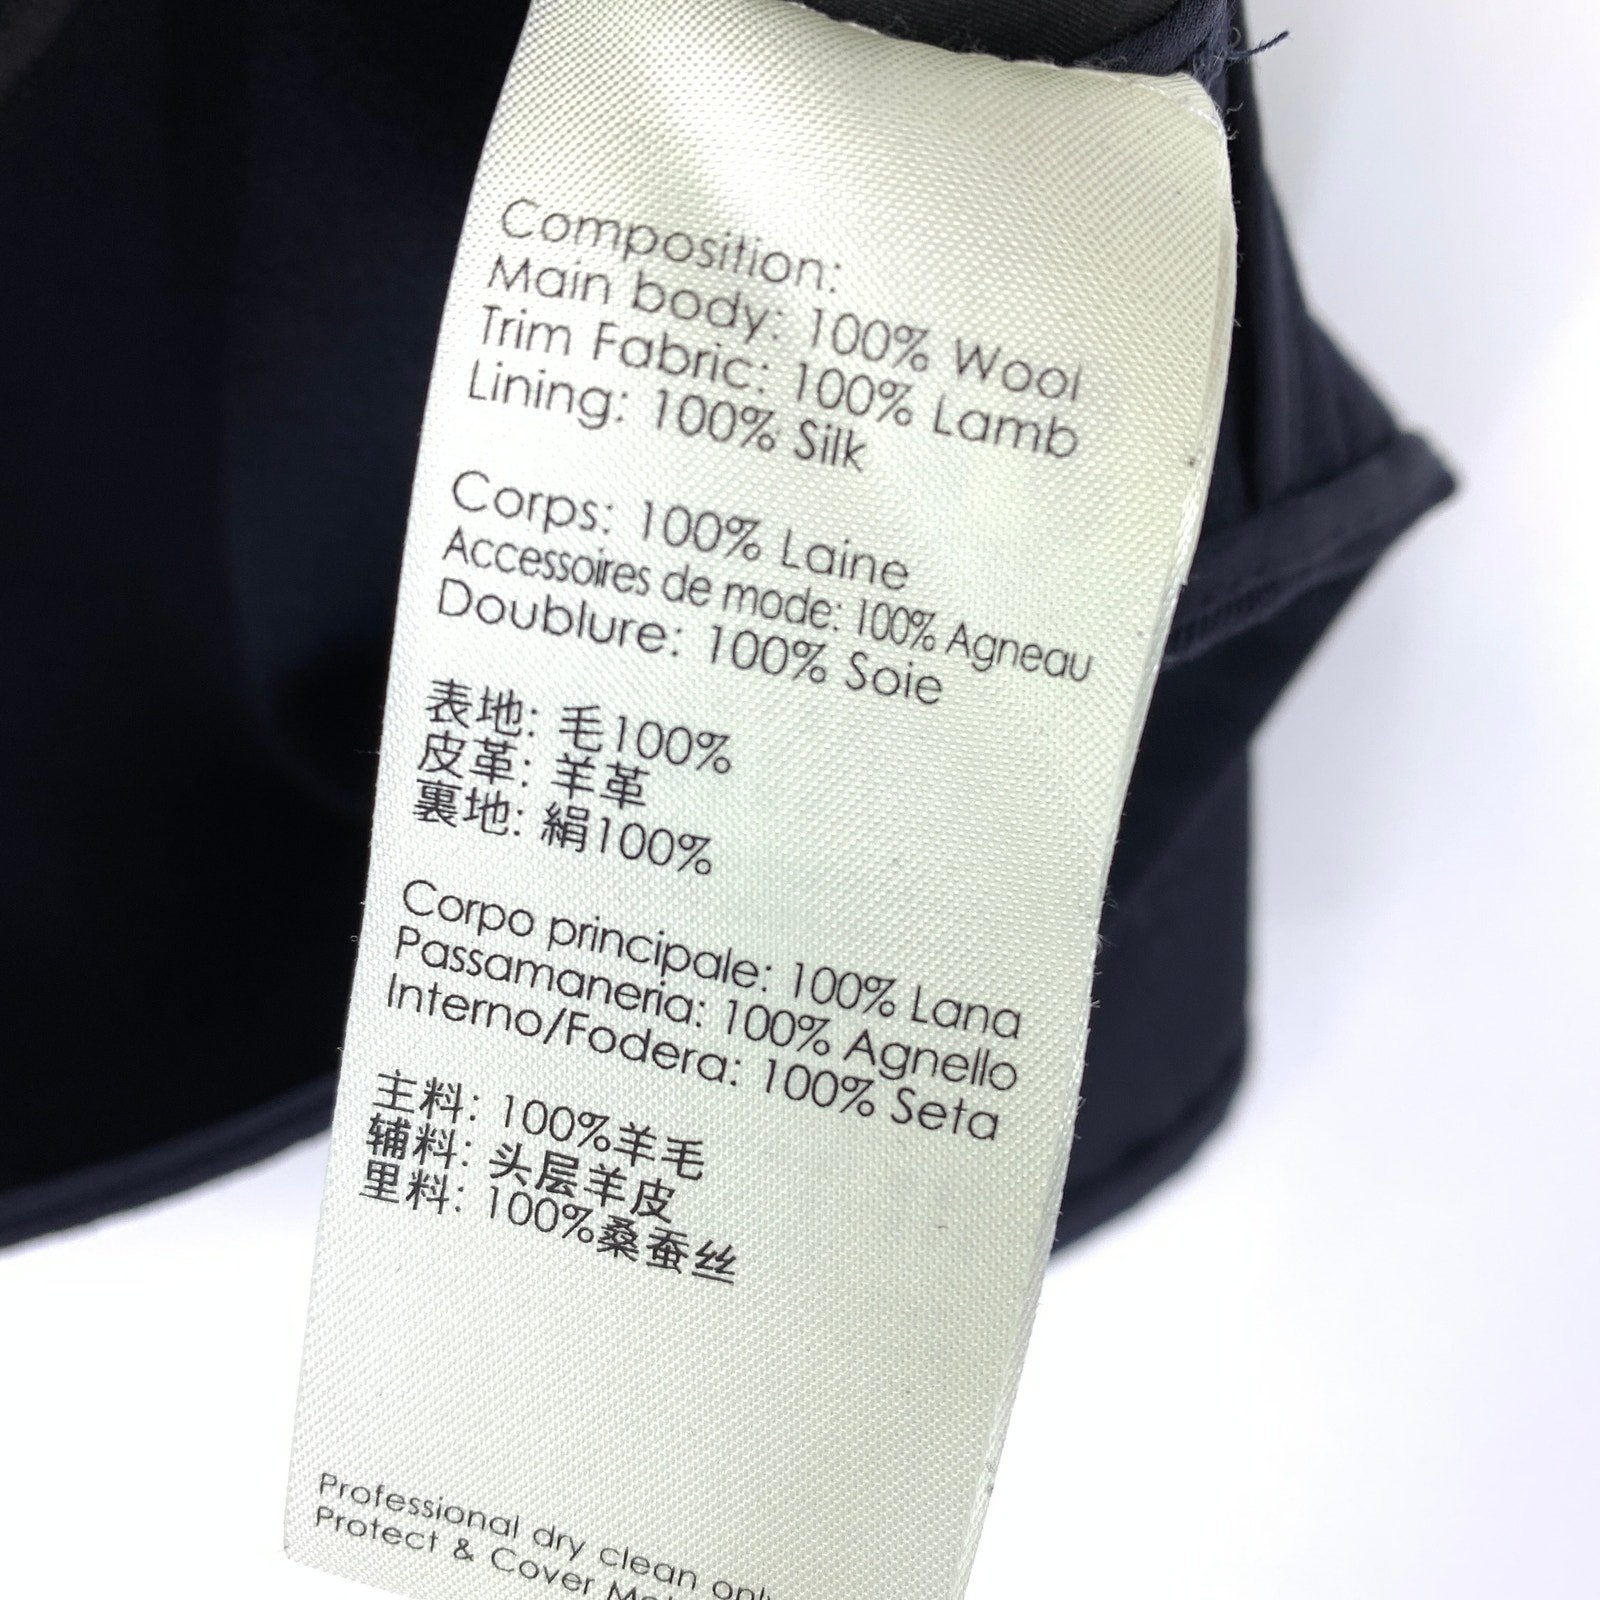 Composition:
Main body: 100% Wool
Trim Fabric: 100% Lamb
Lining: 100% Silk
Corps: 100% Laine
Accessoires de mode: 100% Agneau
Doublure: 100% Soie
表地: 毛100%
皮革: 羊革
裏地: 絹100%
Corpo principale: 100% Lana
Passamaneria: 100% Agnello
Interno/Fodera: 100% Seta
主料: 100%羊毛
辅料: 头层羊皮
里料: 100%桑蚕丝
Professional dry clean only
Protect & Cover